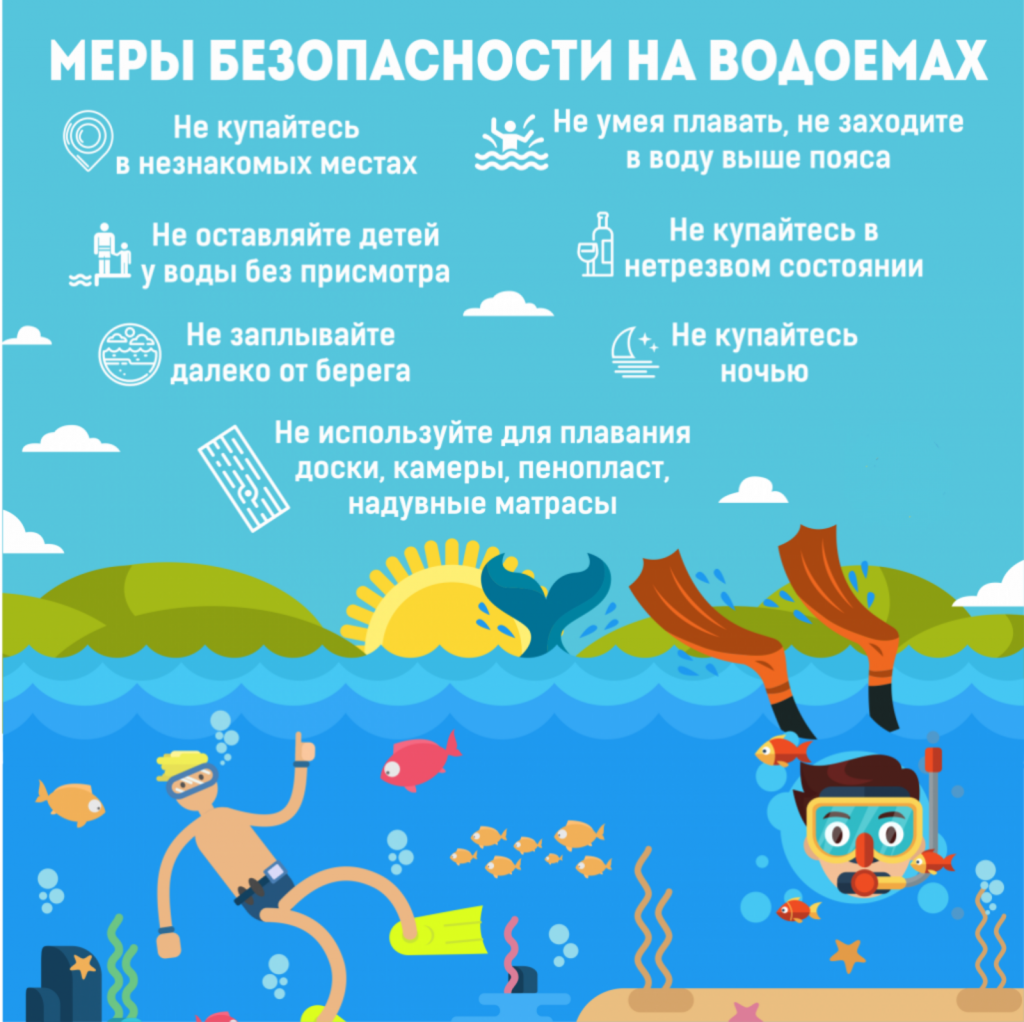 МЕРЫ БЕЗОПАСНОСТИ НА ВОДОЕМАХ
Не купайтесь
в незнакомых местах
Не умея плавать, не заходите
в воду выше пояса
Не оставляйте детей
у воды без присмотра
Не купайтесь в
нетрезвом состоянии
Не заплывайте
далеко от берега
Не купайтесь
ночью
Не используйте для плавания
доски, камеры, пенопласт,
надувные матрасы